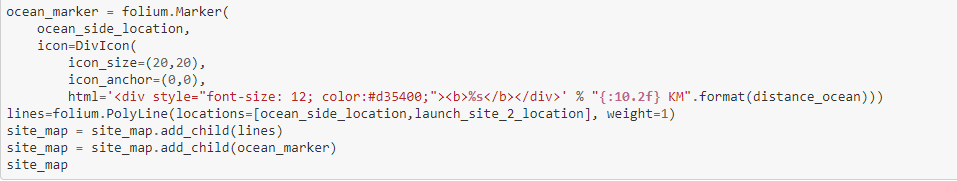 ocean_marker = folium.Marker(
    ocean_side_location,
    icon=DivIcon(
        icon_size=(20,20),
        icon_anchor=(0,0),
        html='<div style="font-size: 12; color:#d35400;"><b>%s</b></div>' % "{:10.2f} KM".format(distance_ocean)))
lines=folium.PolyLine(locations=[ocean_side_location,launch_site_2_location], weight=1)
site_map = site_map.add_child(lines)
site_map = site_map.add_child(ocean_marker)
site_map